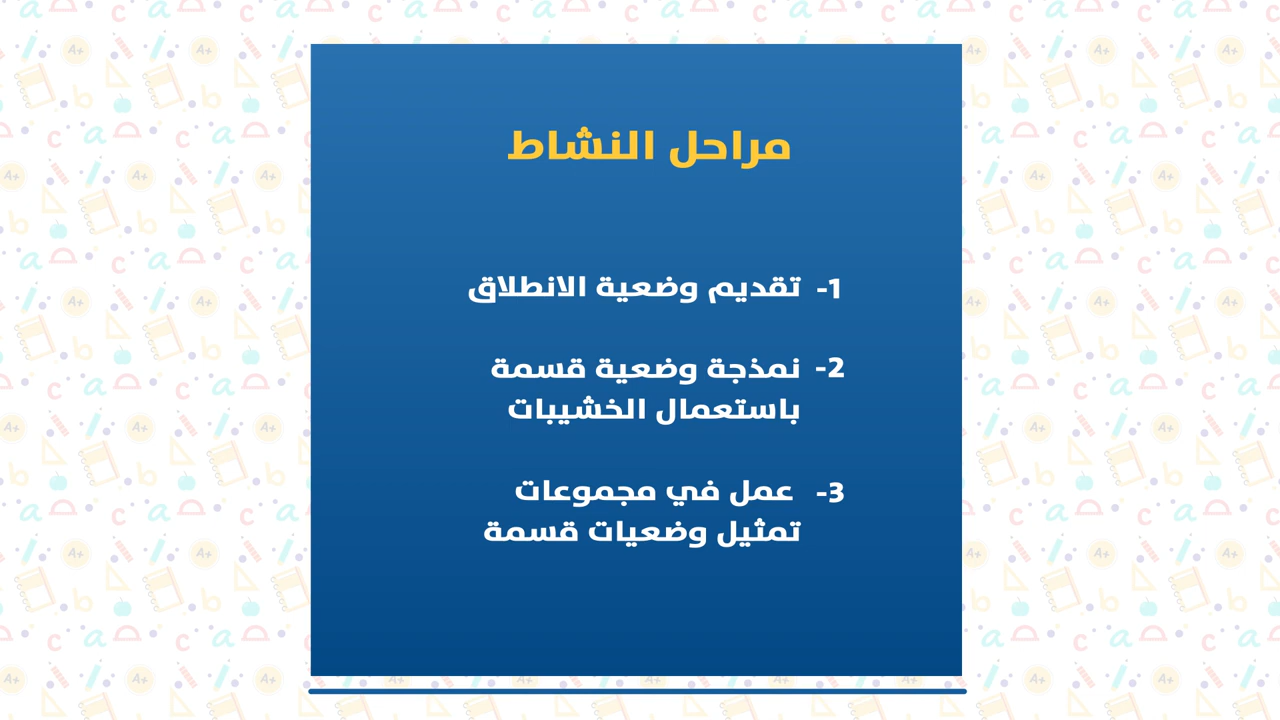 مراحل النشاط
1- تقديم وضعية الانطلاق
2- نمذجة وضعية قسمة
باستعمال الخشيبات
3- عمل في مجموعات
تمثيل وضعيات قسمة